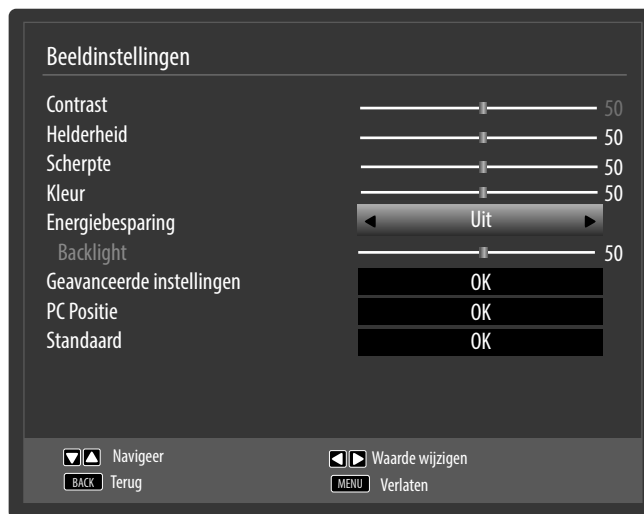 Beeldinstellingen
Contrast 50
Helderheid 50
Scherpte 50
Kleur 50
Energiebesparing Uit
Backlight 50
Geavanceerde instellingen OK
PC Positie OK
Standaard OK
Navigeer Waarde wijzigen
BACK Terug MENU Verlaten